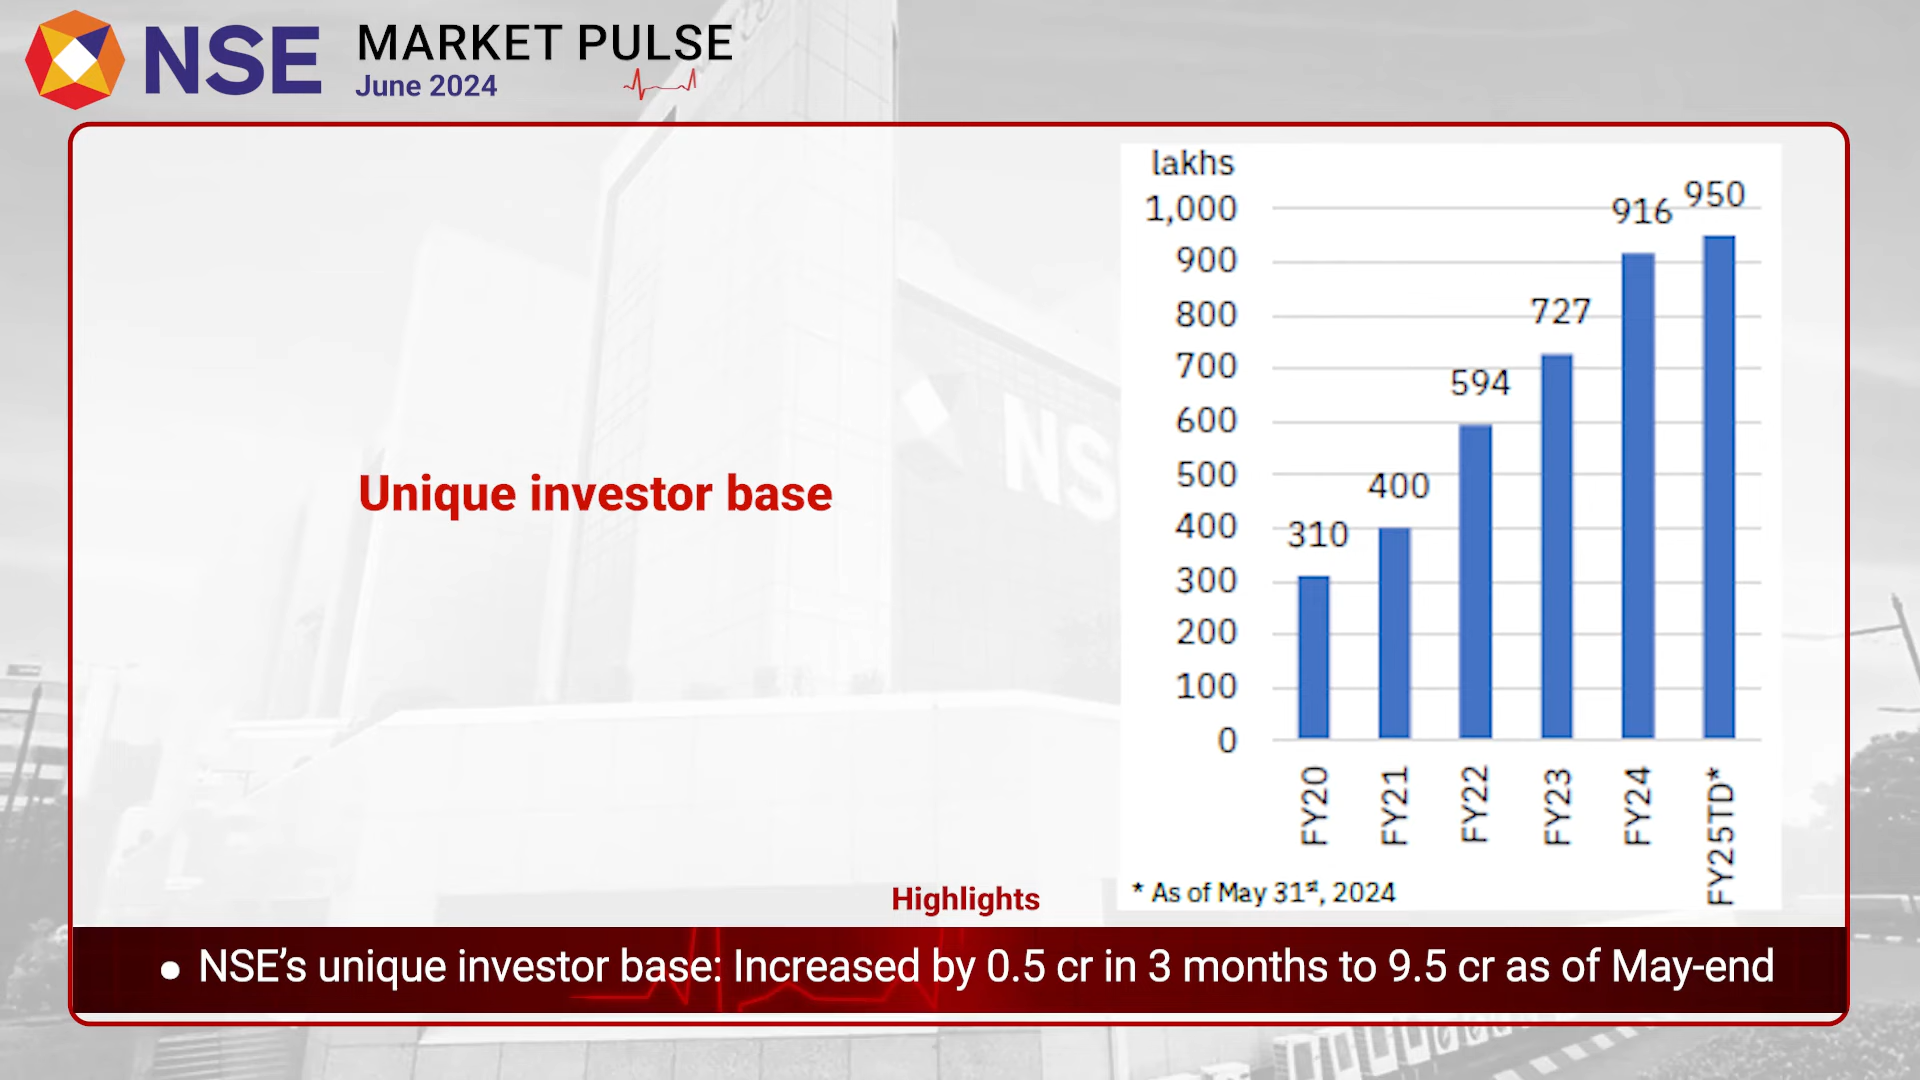 NSE
MARKET PULSE
June 2024
Unique investor base
lakhs
1,000
900
800
700
600
500
400
300
200
100
0
310
400
594
727
916
950
FY20
FY21
FY22
FY23
FY24
FY25TD*
* As of May 31st, 2024
NS
Highlights
● NSE’s unique investor base: Increased by 0.5 cr in 3 months to 9.5 cr as of May-end